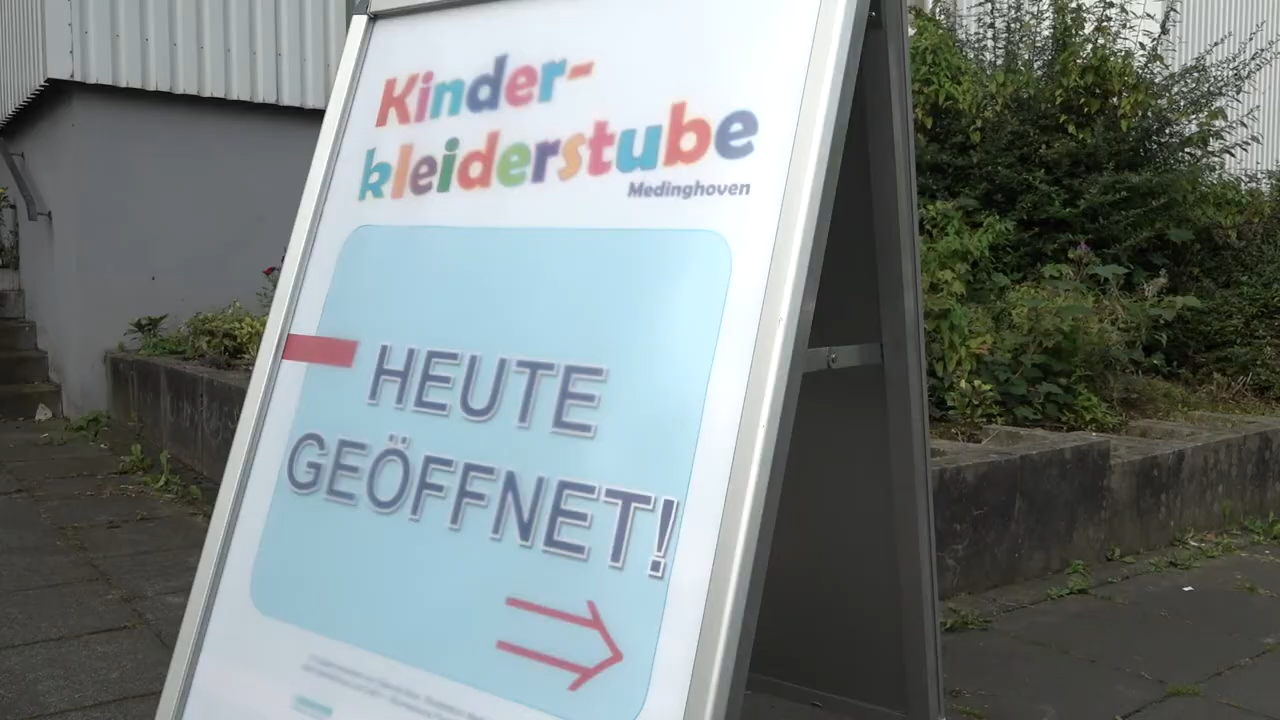 Kinder-
kleiderstube
Medinghoven
HEUTE
GEÖFFNET!